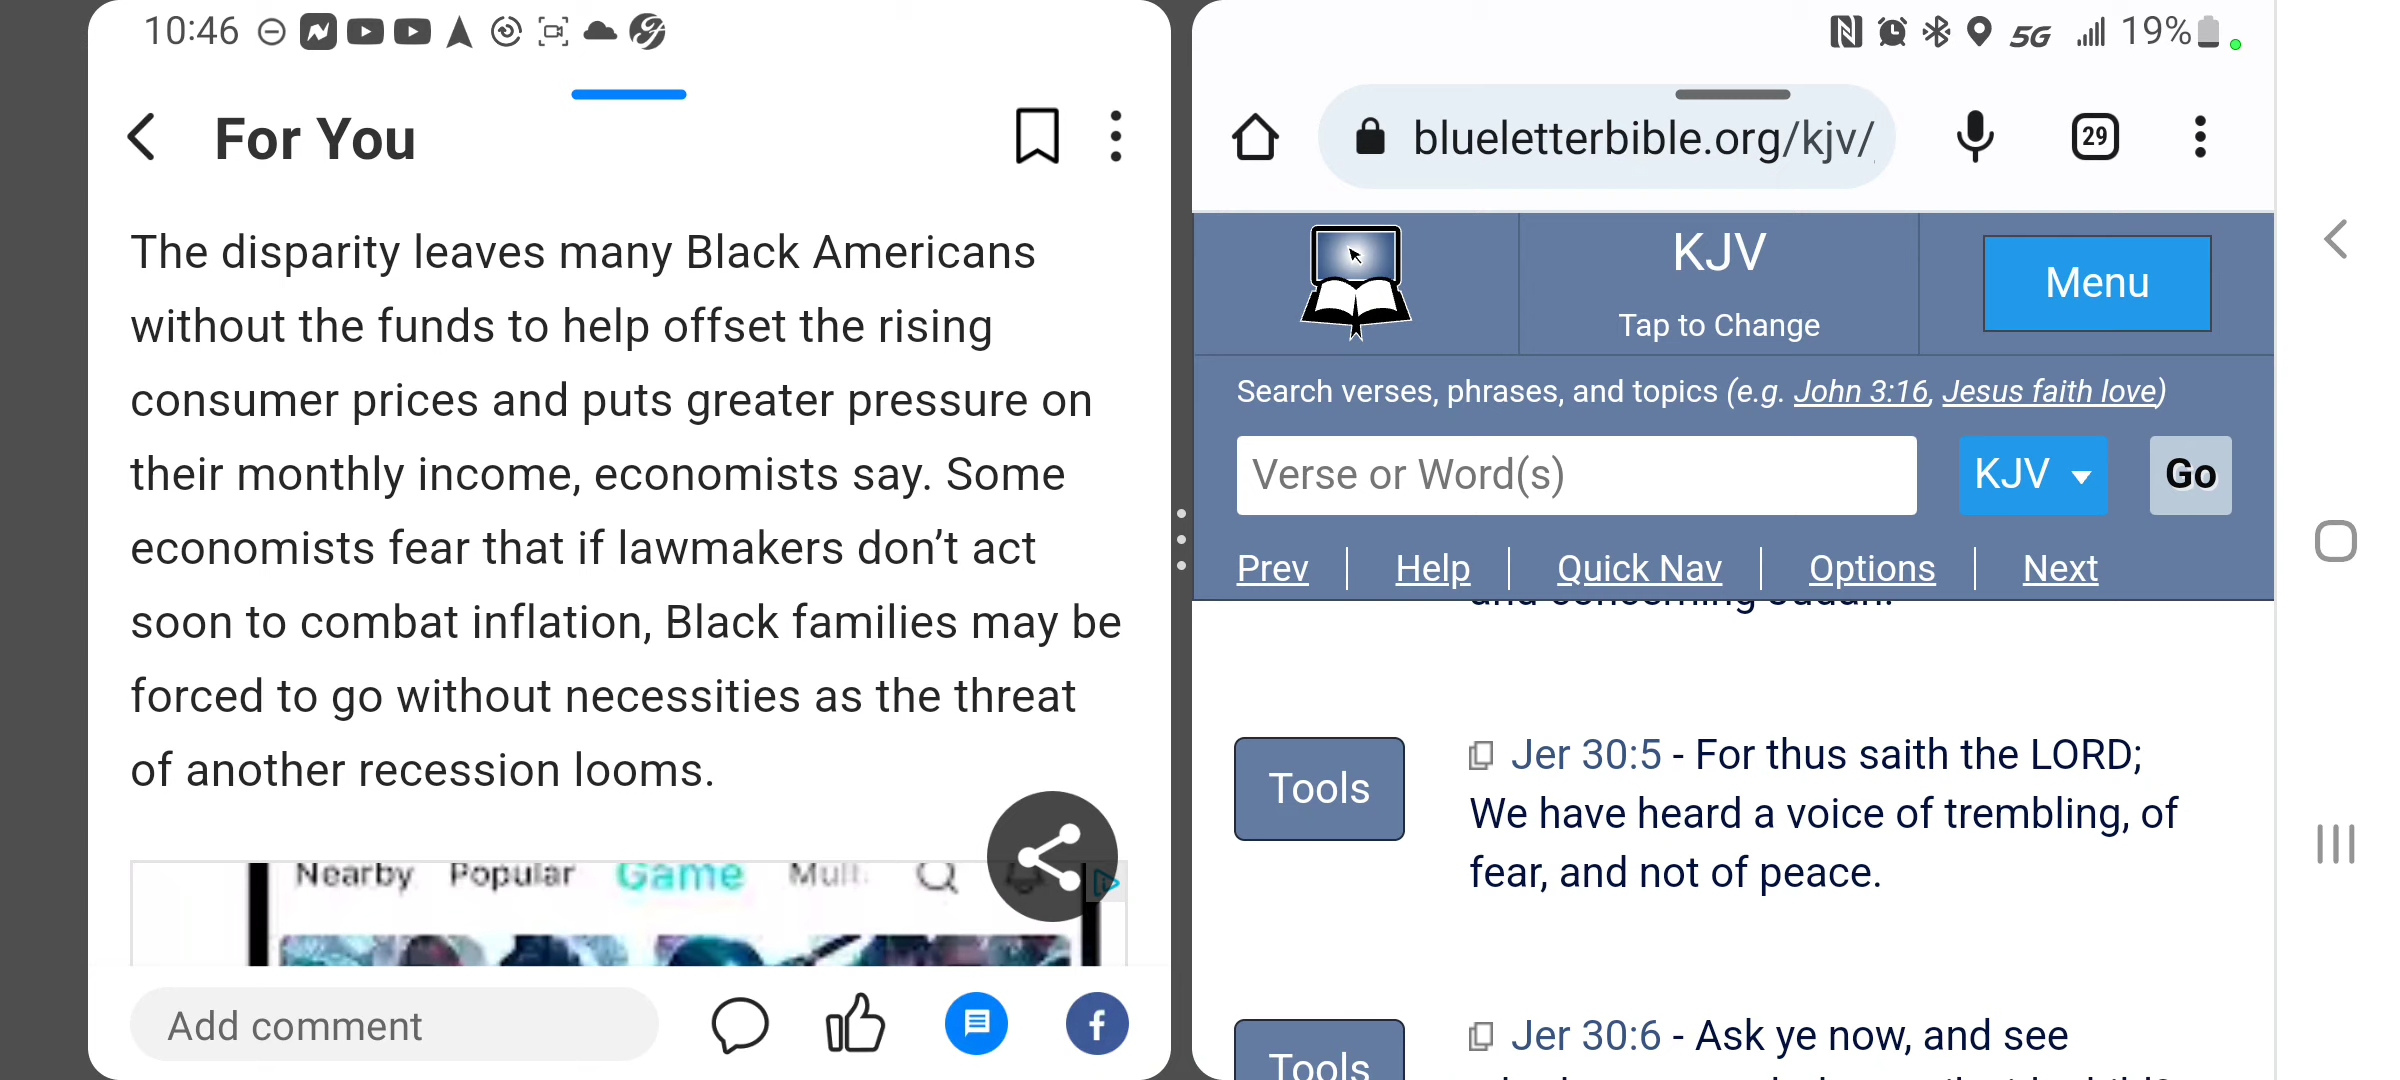 10:46
For You
The disparity leaves many Black Americans
without the funds to help offset the rising
consumer prices and puts greater pressure on
their monthly income, economists say. Some
economists fear that if lawmakers don’t act
soon to combat inflation, Black families may be
forced to go without necessities as the threat
of another recession looms.
Nearby Popular Game
Add comment
5G 19%
blueletterbible.org/kjv/
29
KJV
Tap to Change
Menu
Search verses, phrases, and topics (e.g. John 3:16, Jesus faith love)
Verse or Word(s)
KJV
Go
Prev | Help | Quick Nav | Options | Next
and concerning Judah.
Tools
Jer 30:5 - For thus saith the LORD;
We have heard a voice of trembling, of
fear, and not of peace.
Tools
Jer 30:6 - Ask ye now, and see